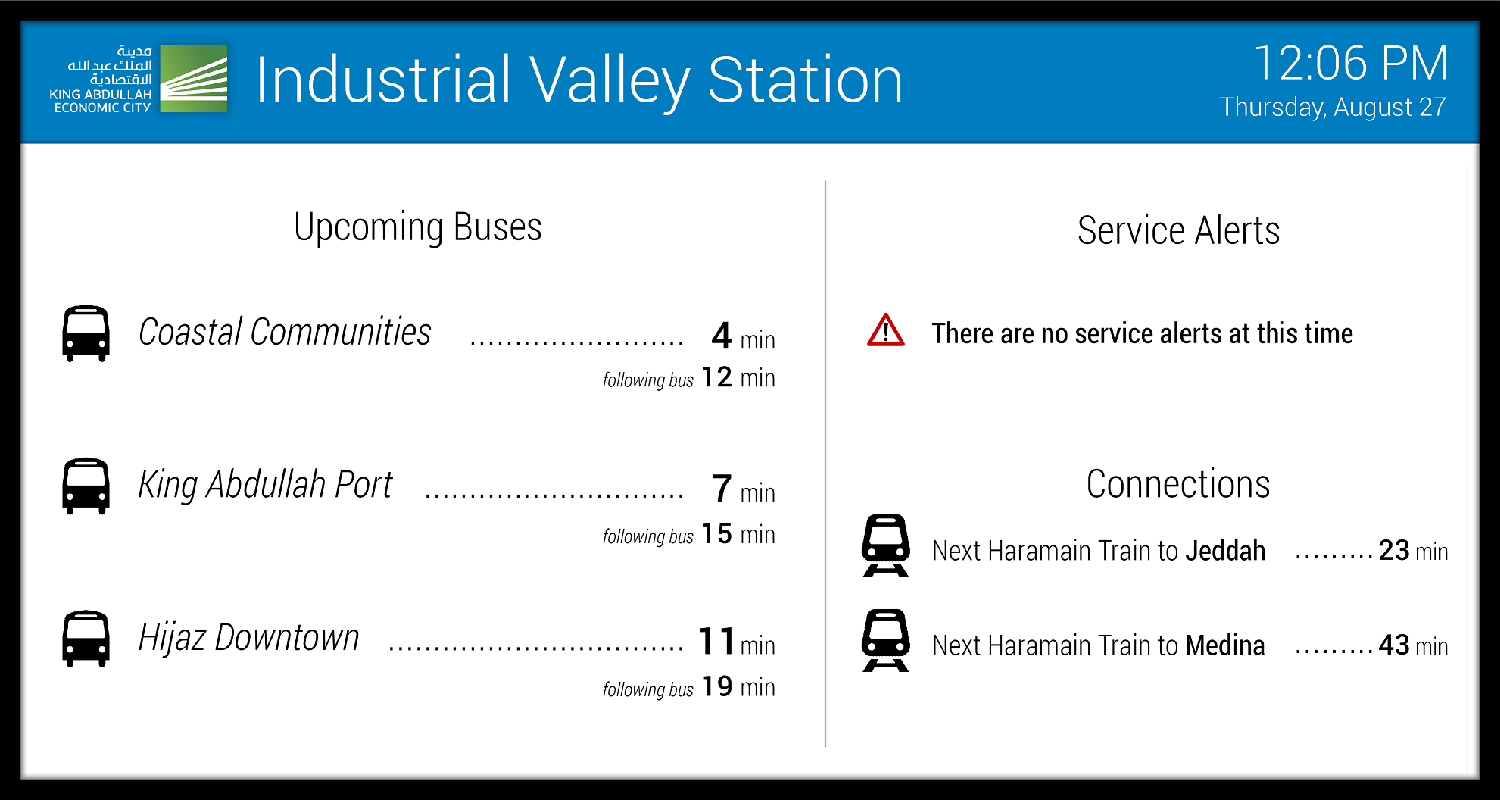 مدينة
الملك عبدالله
الاقتصادية
KING ABDULLAH
ECONOMIC CITY
Industrial Valley Station
12:06 PM
Thursday, August 27
Upcoming Buses
Coastal Communities ........................ 4 min
following bus 12 min
King Abdullah Port ............................. 7 min
following bus 15 min
Hijaz Downtown ................................. 11 min
following bus 19 min
Service Alerts
There are no service alerts at this time
Connections
Next Haramain Train to Jeddah ......... 23 min
Next Haramain Train to Medina ......... 43 min